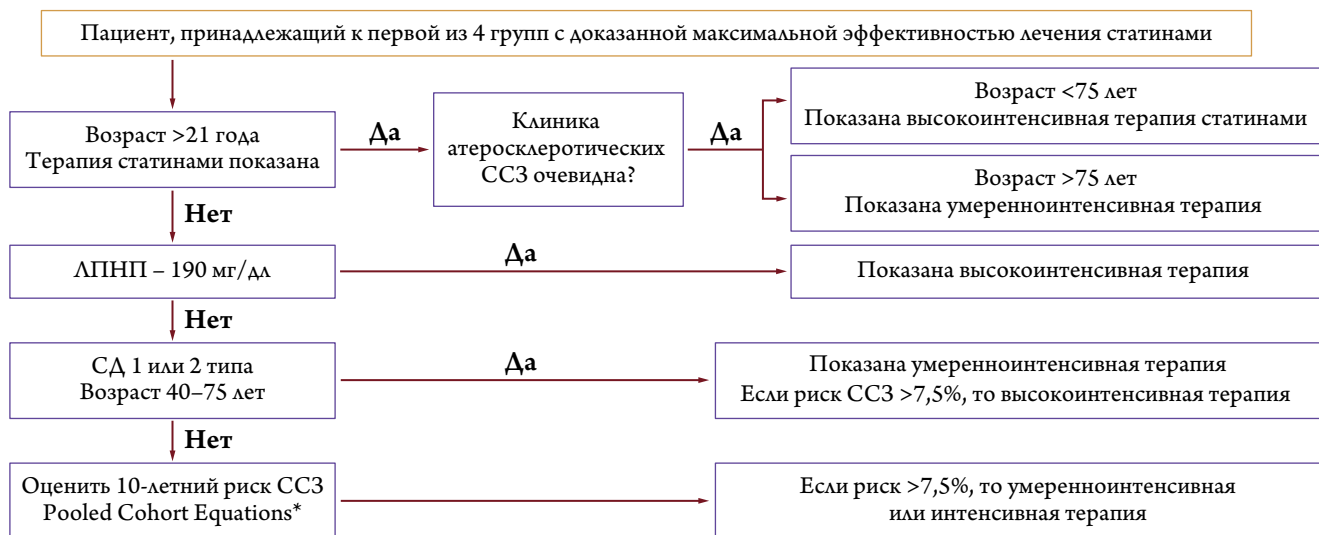 Пациент, принадлежащий к первой из 4 групп с доказанной максимальной эффективностью лечения статинами
Возраст >21 года
Терапия статинами показана
Да
Клиника
атеросклеротических
ССЗ очевидна?
Да
Возраст <75 лет
Показана высокоинтенсивная терапия статинами
Возраст >75 лет
Показана умеренноинтенсивная терапия
Нет
ЛПНП – 190 мг/дл
Да
Показана высокоинтенсивная терапия
Нет
СД 1 или 2 типа
Возраст 40–75 лет
Да
Показана умеренноинтенсивная терапия
Если риск ССЗ >7,5%, то высокоинтенсивная терапия
Нет
Оценить 10-летний риск ССЗ
Pooled Cohort Equations*
Если риск >7,5%, то умеренноинтенсивная
или интенсивная терапия